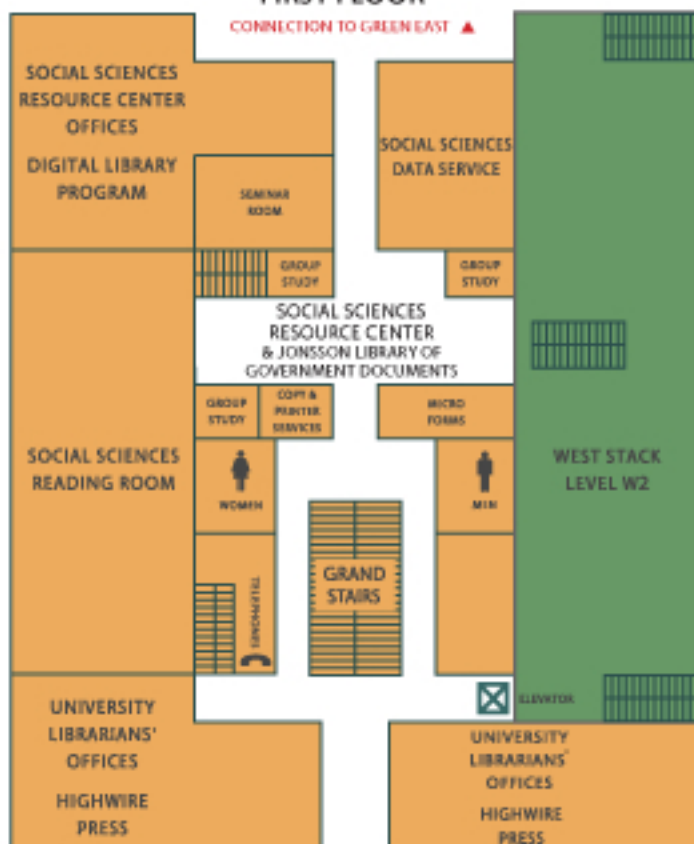 FIRST FLOOR
CONNECTION TO GREEN EAST
SOCIAL SCIENCES
RESOURCE CENTER
OFFICES
DIGITAL LIBRARY
PROGRAM
SEMINAR
ROOM
SOCIAL SCIENCES
DATA SERVICE
GROUP
STUDY
GROUP
STUDY
SOCIAL SCIENCES
RESOURCE CENTER
& JONSSON LIBRARY OF
GOVERNMENT DOCUMENTS
GROUP
STUDY
COPY &
PRINTER
SERVICES
MICRO
FORMS
SOCIAL SCIENCES
READING ROOM
WOMEN
MEN
WEST STACK
LEVEL W2
TELEPHONES
GRAND
STAIRS
ELEVATOR
UNIVERSITY
LIBRARIANS'
OFFICES
HIGHWIRE
PRESS
UNIVERSITY
LIBRARIANS'
OFFICES
HIGHWIRE
PRESS